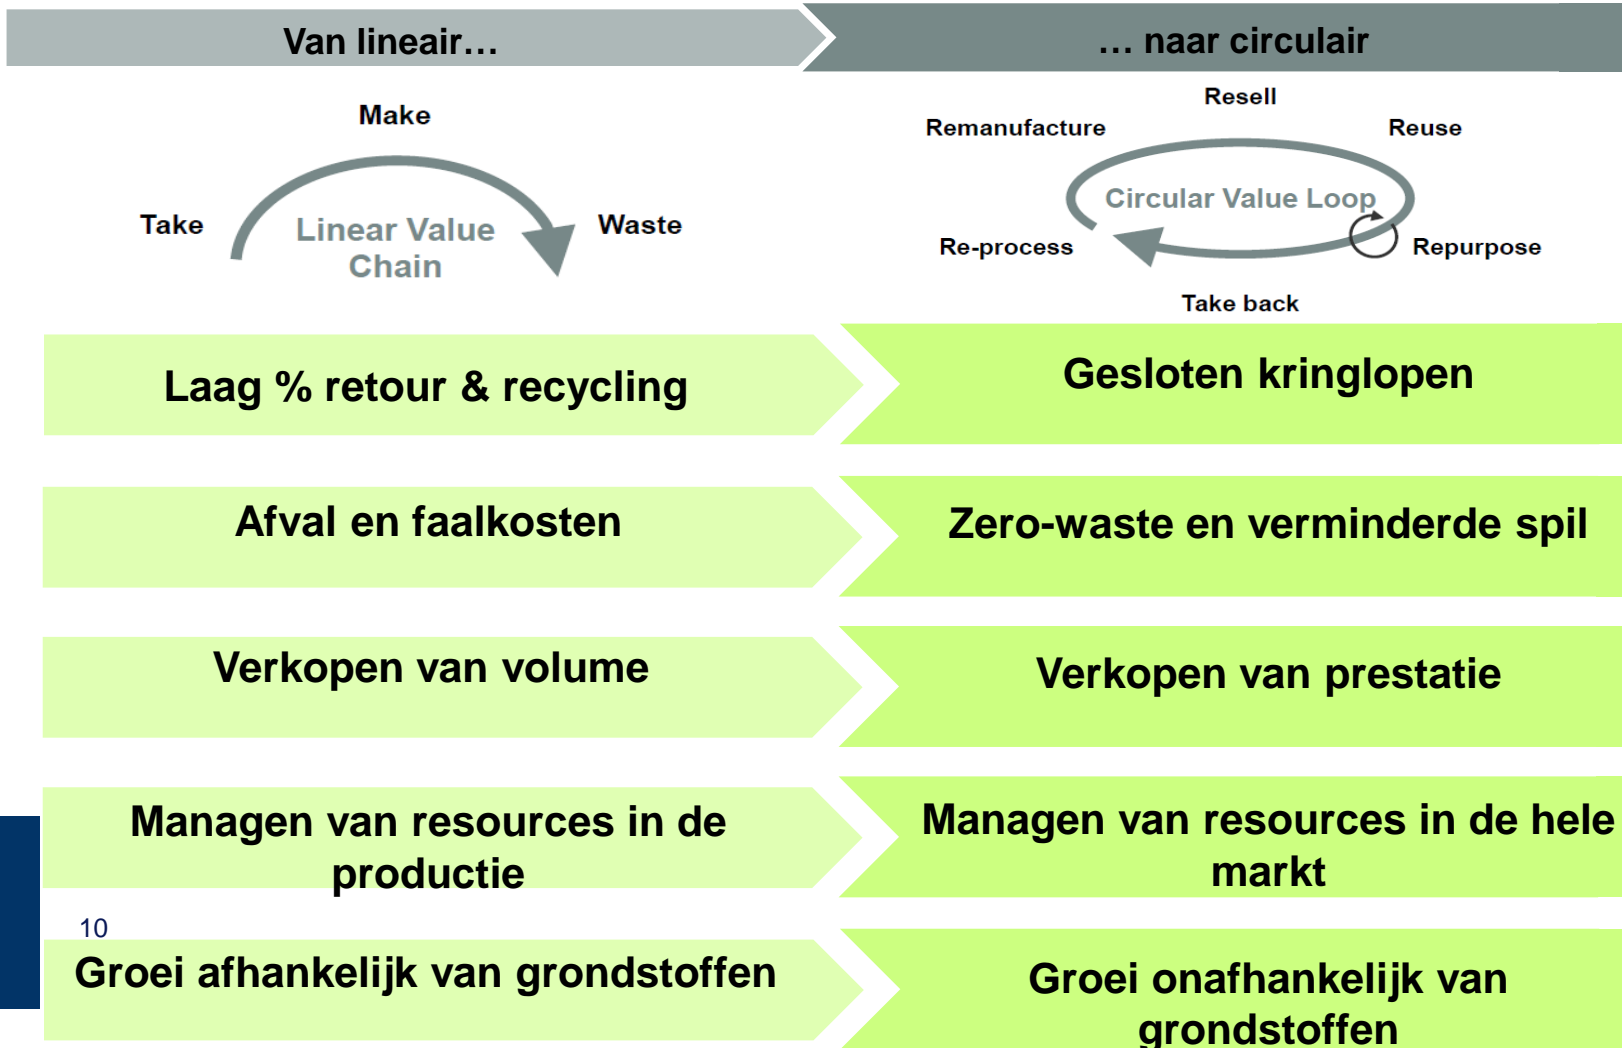 Van lineair…
… naar circulair
Make
Take
Linear Value
Chain
Waste
Resell
Remanufacture
Reuse
Circular Value Loop
Re-process
Repurpose
Take back
Laag % retour & recycling
Gesloten kringlopen
Afval en faalkosten
Zero-waste en verminderde spil
Verkopen van volume
Verkopen van prestatie
Managen van resources in de
productie
Managen van resources in de hele
markt
10
Groei afhankelijk van grondstoffen
Groei onafhankelijk van
grondstoffen